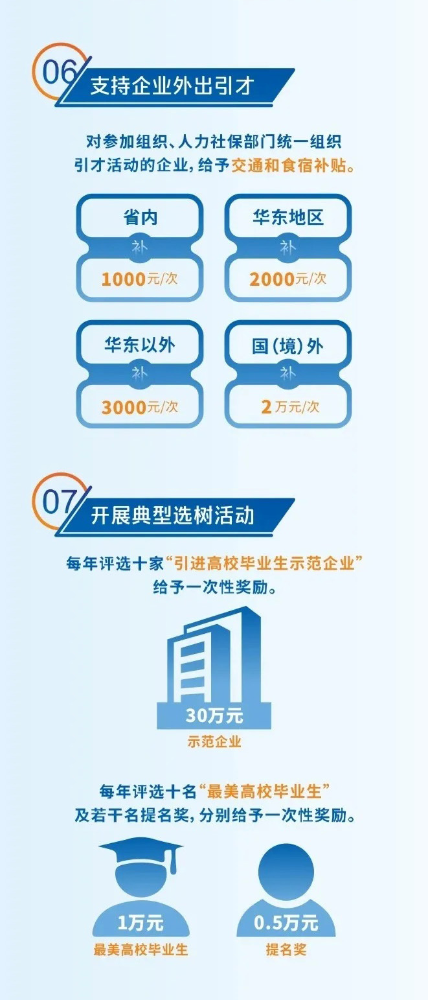 06
支持企业外出引才
对参加组织、人力社保部门统一组织
引才活动的企业,给予交通和食宿补贴。
省内
补
1000元/次
华东地区
补
2000元/次
华东以外
补
3000元/次
国(境)外
补
2万元/次
07
开展典型选树活动
每年评选十家“引进高校毕业生示范企业”
给予一次性奖励。
30万元
示范企业
每年评选十名“最美高校毕业生”
及若干名提名奖,分别给予一次性奖励。
1万元
最美高校毕业生
0.5万元
提名奖